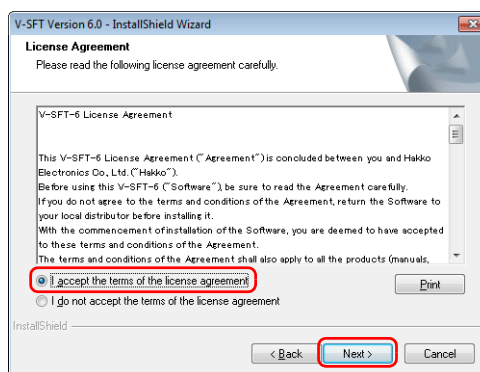 V-SFT Version 6.0 - InstallShield Wizard
License Agreement
Please read the following license agreement carefully.
V-SFT-6 License Agreement
This V-SFT-6 License Agreement ("Agreement") is concluded between you and Hakko
Electronics Co., Ltd. ("Hakko").
Before using this V-SFT-6 ("Software"), be sure to read the Agreement carefully.
If you do not agree to the terms and conditions of the Agreement, return the Software to
your local distributor before installing it.
With the commencement of installation of the Software, you are deemed to have accepted
to these terms and conditions of the Agreement.
The terms and conditions of the Agreement shall also apply to all the products (manuals,
I accept the terms of the license agreement
Print
I do not accept the terms of the license agreement
InstallShield
< Back
Next >
Cancel